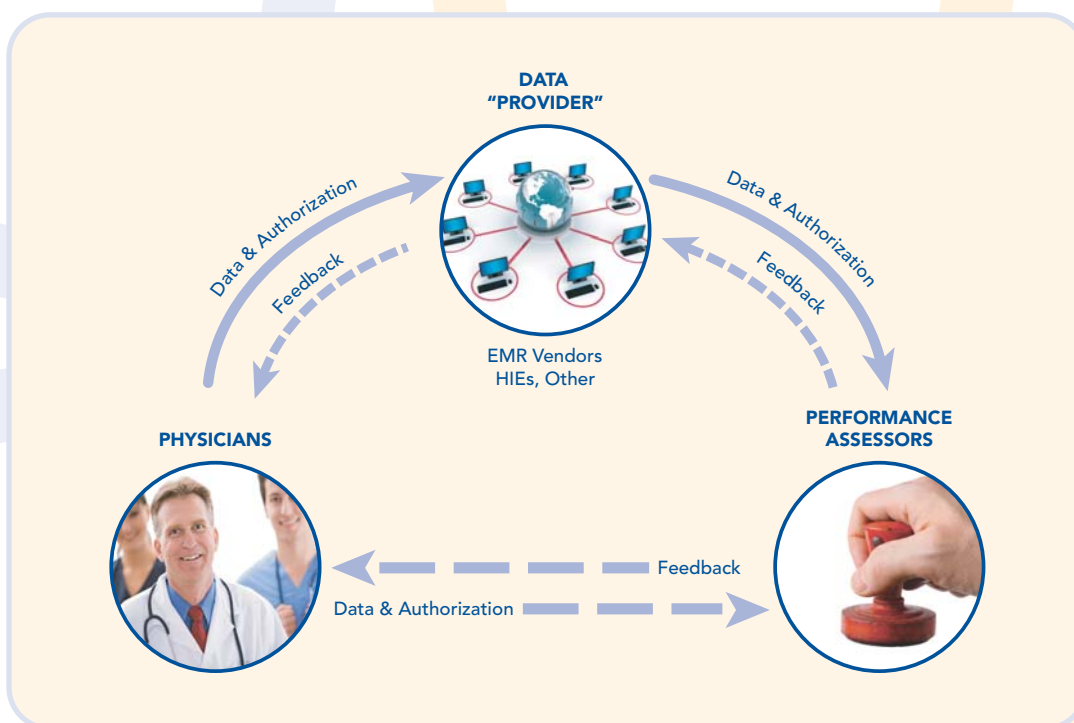 DATA
“PROVIDER”
Data & Authorization
Feedback
Data & Authorization
Feedback
EMR Vendors
HIEs, Other
PHYSICIANS
PERFORMANCE
ASSESSORS
Feedback
Data & Authorization